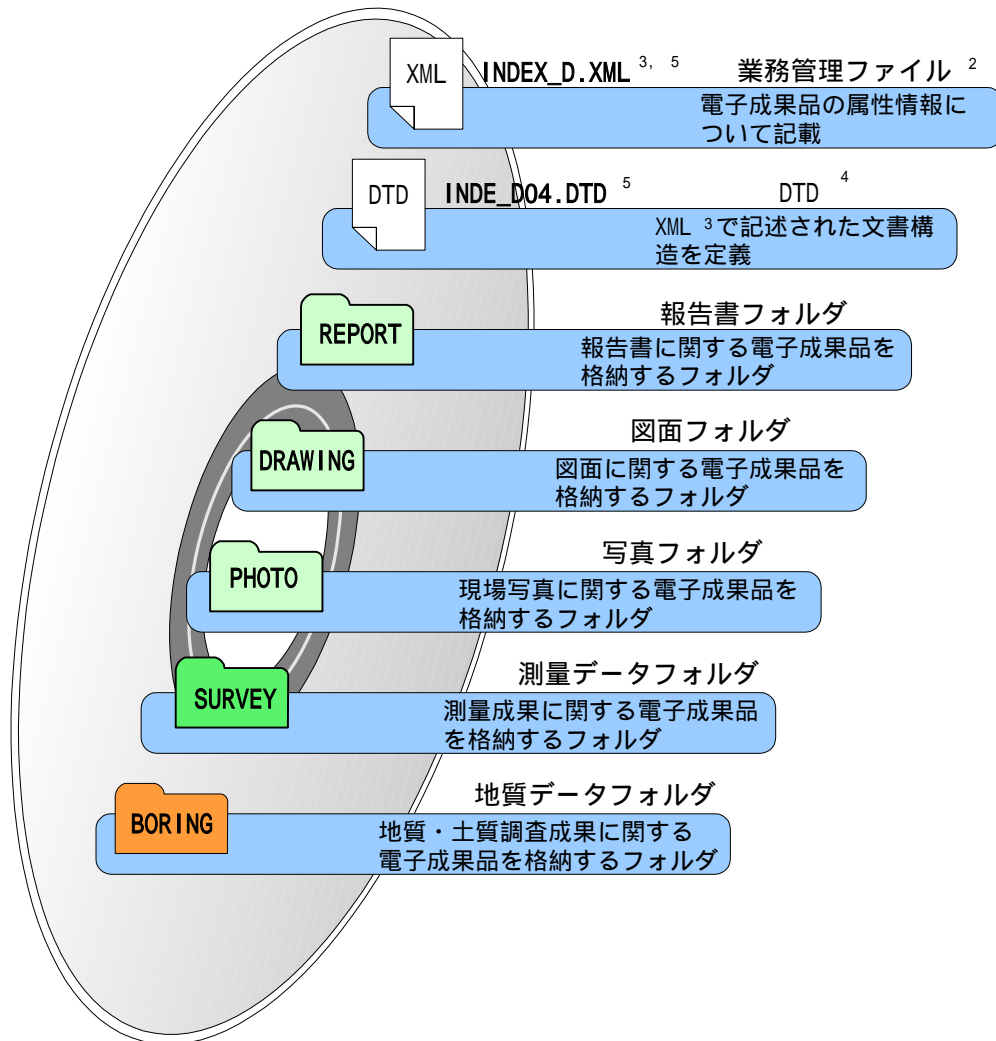 XML INDEX_D.XML 3, 5 業務管理ファイル 2
電子成果品の属性情報に
ついて記載
DTD INDE_D04.DTD 5 DTD 4
XML 3で記述された文書構
造を定義
報告書フォルダ
REPORT
報告書に関する電子成果品を
格納するフォルダ
図面フォルダ
DRAWING
図面に関する電子成果品を
格納するフォルダ
写真フォルダ
PHOTO
現場写真に関する電子成果品を
格納するフォルダ
測量データフォルダ
SURVEY
測量成果に関する電子成果品
を格納するフォルダ
地質データフォルダ
BORING
地質・土質調査成果に関する
電子成果品を格納するフォルダ